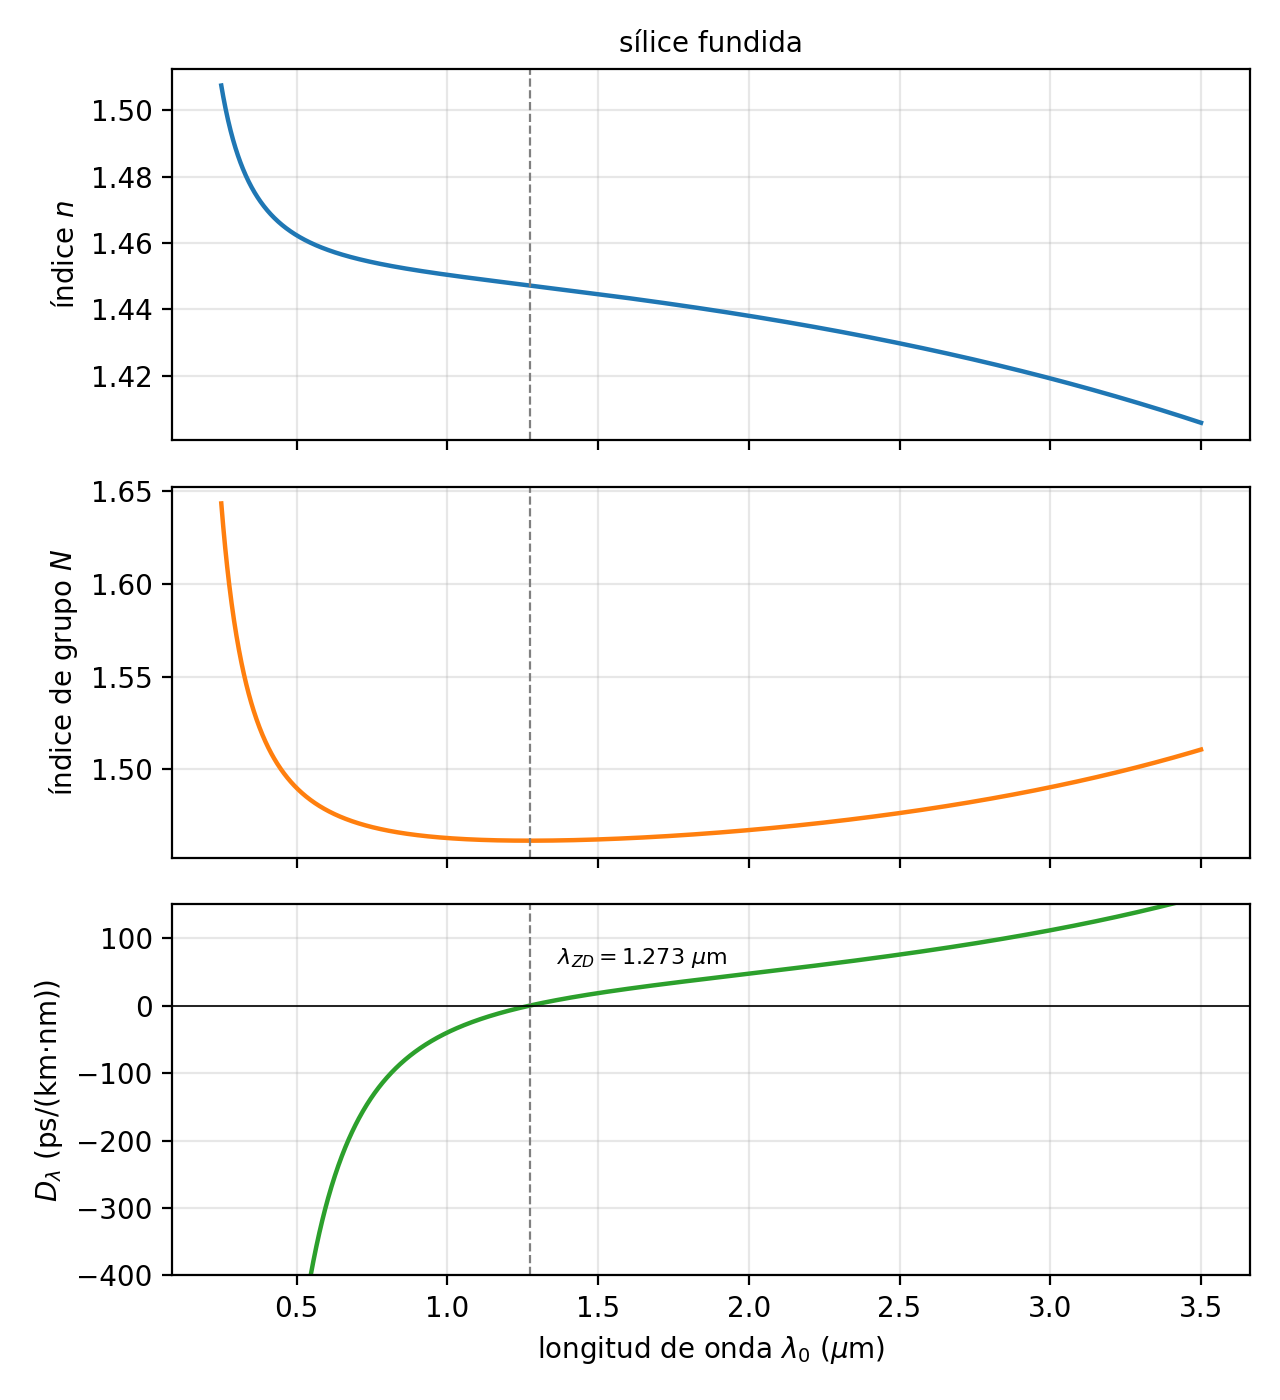 sílice fundida
índice n
1.50
1.48
1.46
1.44
1.42
índice de grupo N
1.65
1.60
1.55
1.50
D_λ (ps/(km·nm))
100
0
−100
−200
−300
−400
λ_ZD = 1.273 μm
0.5 1.0 1.5 2.0 2.5 3.0 3.5
longitud de onda λ₀ (μm)